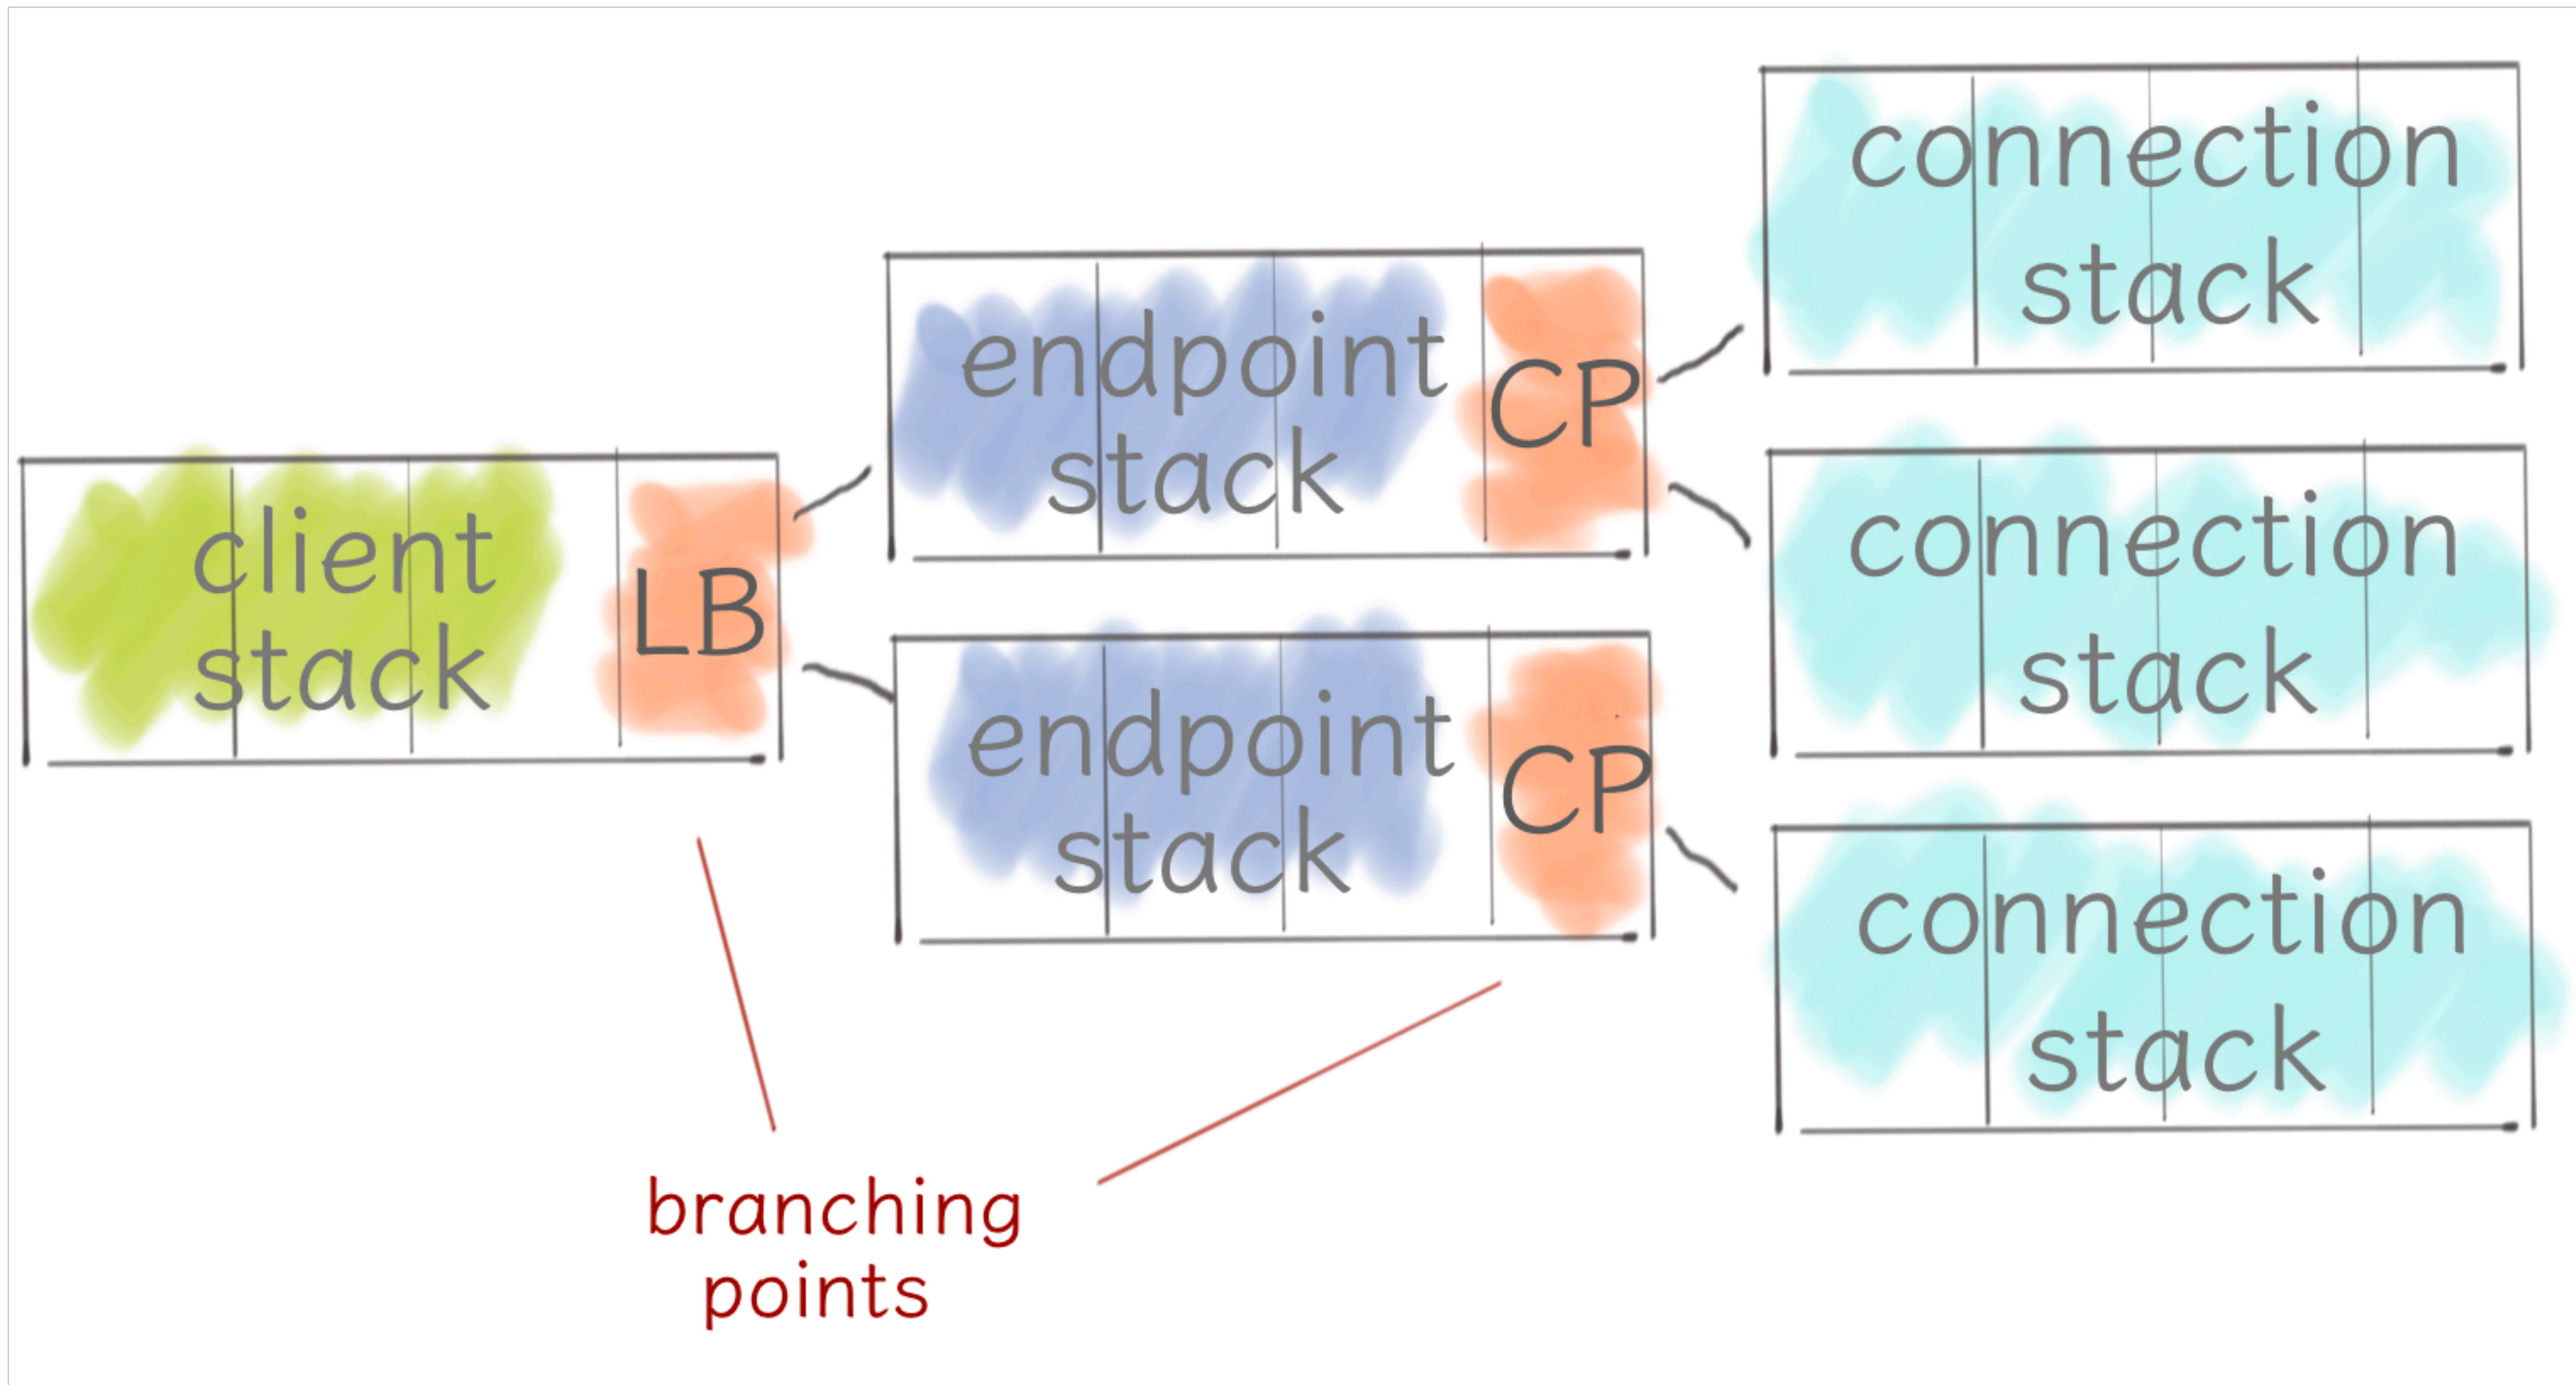 client
stack
LB
endpoint
stack
CP
endpoint
stack
CP
connection
stack
connection
stack
connection
stack
branching
points